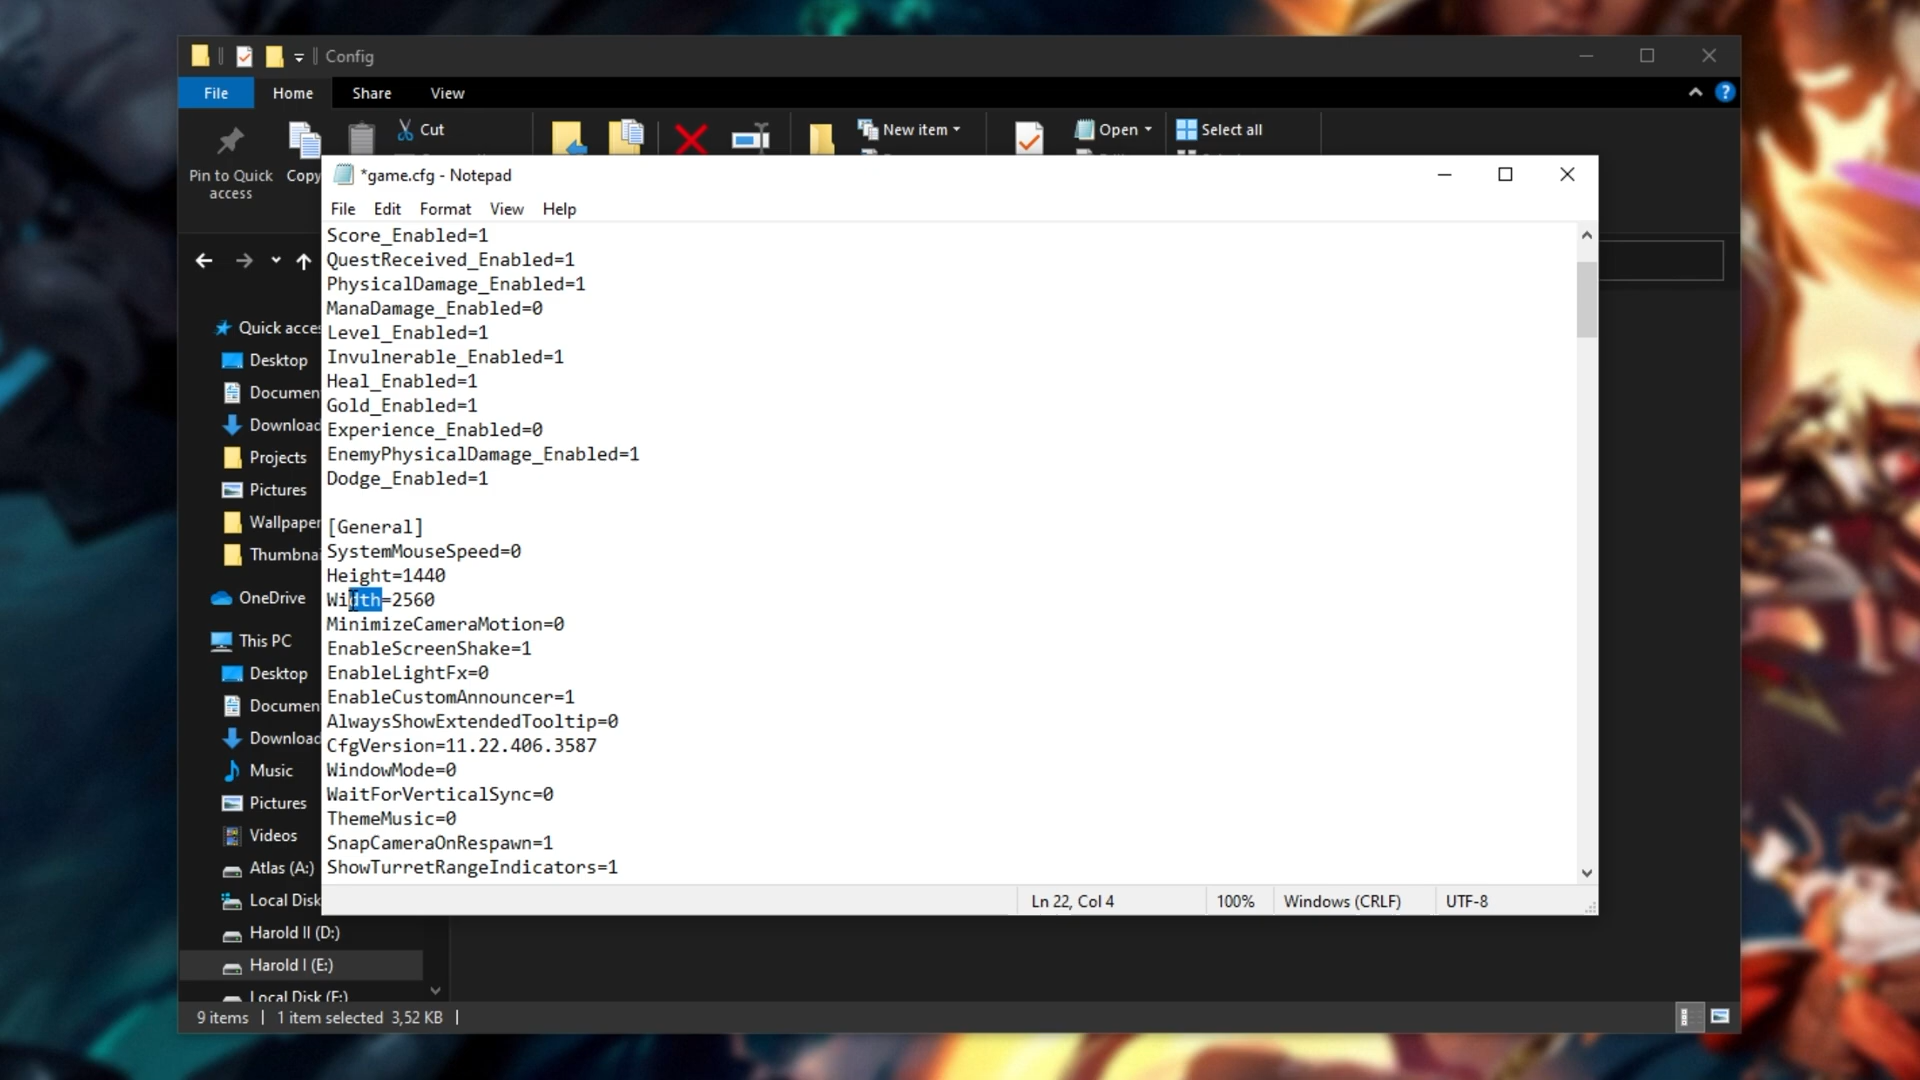 Config
File Home Share View
Cut
New item
Open
Select all
Pin to Quick
access
Copy
*game.cfg - Notepad
File Edit Format View Help
Score_Enabled=1
QuestReceived_Enabled=1
PhysicalDamage_Enabled=1
ManaDamage_Enabled=0
Level_Enabled=1
Invulnerable_Enabled=1
Heal_Enabled=1
Gold_Enabled=1
Experience_Enabled=0
EnemyPhysicalDamage_Enabled=1
Dodge_Enabled=1
[General]
SystemMouseSpeed=0
Height=1440
Width=2560
MinimizeCameraMotion=0
EnableScreenShake=1
EnableLightFx=0
EnableCustomAnnouncer=1
AlwaysShowExtendedTooltip=0
CfgVersion=11.22.406.3587
WindowMode=0
WaitForVerticalSync=0
ThemeMusic=0
SnapCameraOnRespawn=1
ShowTurretRangeIndicators=1
Ln 22, Col 4 100% Windows (CRLF) UTF-8
Quick acces
Desktop
Documen
Download
Projects
Pictures
Wallpaper
Thumbnai
OneDrive
This PC
Desktop
Documen
Download
Music
Pictures
Videos
Atlas (A:)
Local Disk
Harold II (D:)
Harold I (E:)
Local Disk (F:)
9 items 1 item selected 3,52 KB